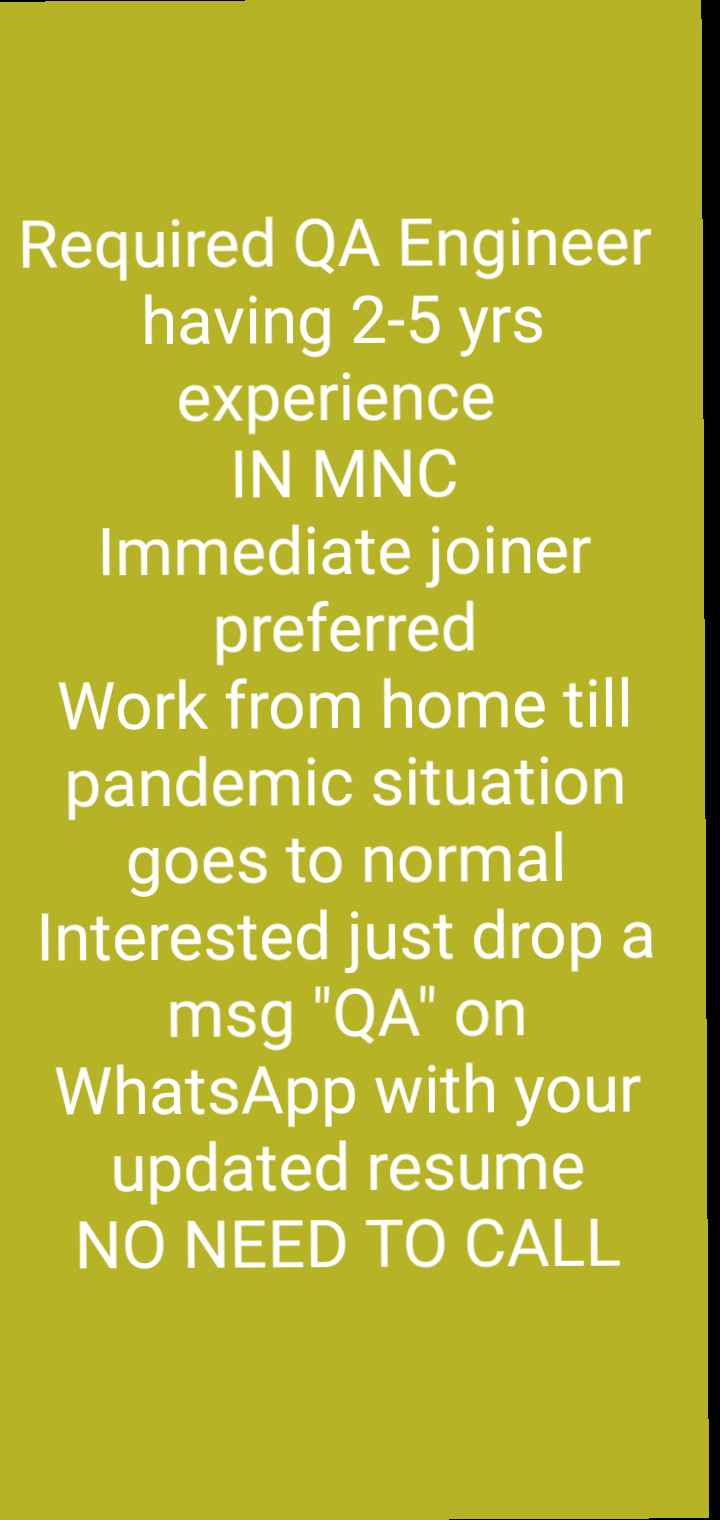 Required QA Engineer
having 2-5 yrs
experience
IN MNC
Immediate joiner
preferred
Work from home till
pandemic situation
goes to normal
Interested just drop a
msg "QA" on
WhatsApp with your
updated resume
NO NEED TO CALL